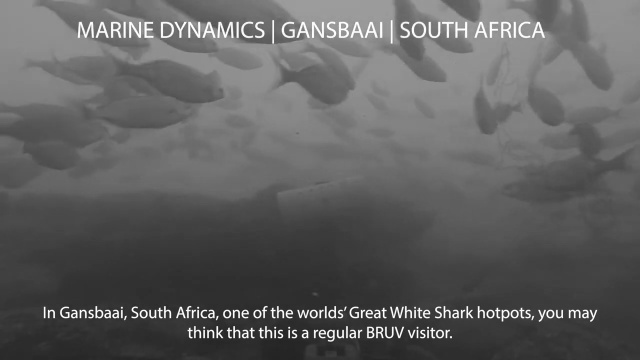 MARINE DYNAMICS | GANSBAAI | SOUTH AFRICA
In Gansbaai, South Africa, one of the worlds' Great White Shark hotpots, you may
think that this is a regular BRUV visitor.